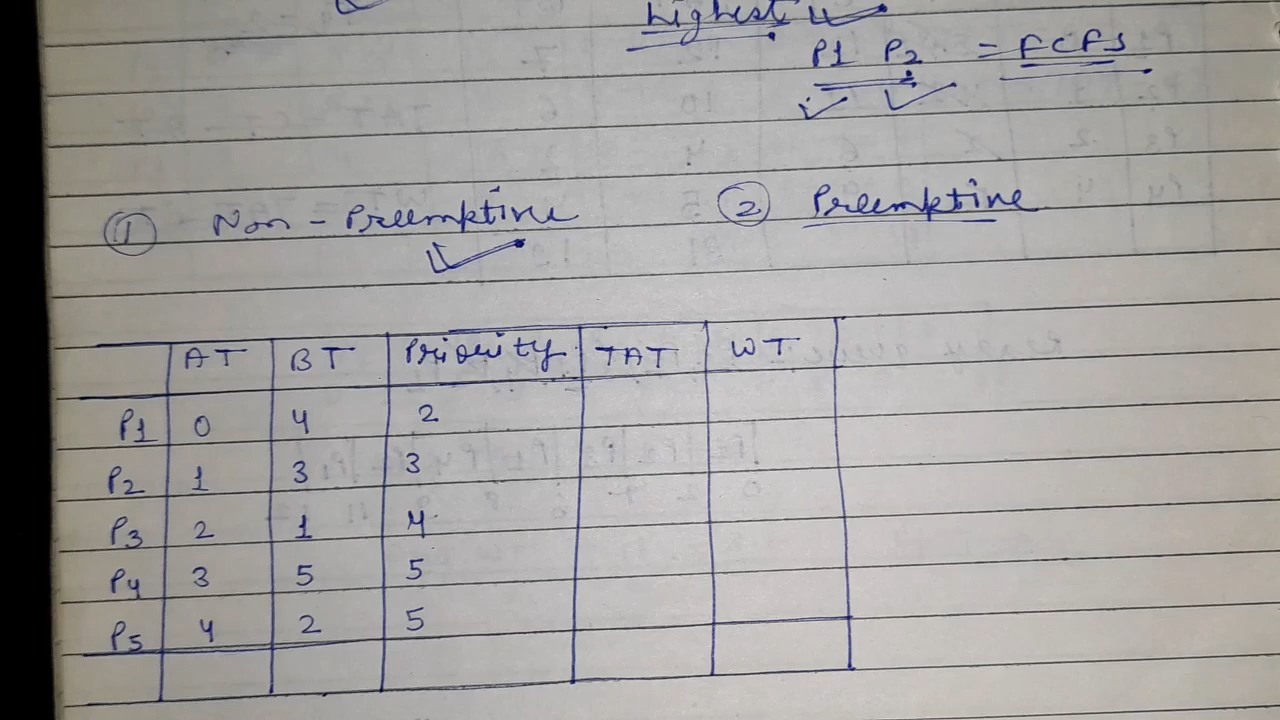 highest
P1 P2 = FCFS
① Non-Preemptive ② Preemptive
AT BT Priority TAT WT
P1 0 4 2
P2 1 3 3
P3 2 1 4
P4 3 5 5
P5 4 2 5